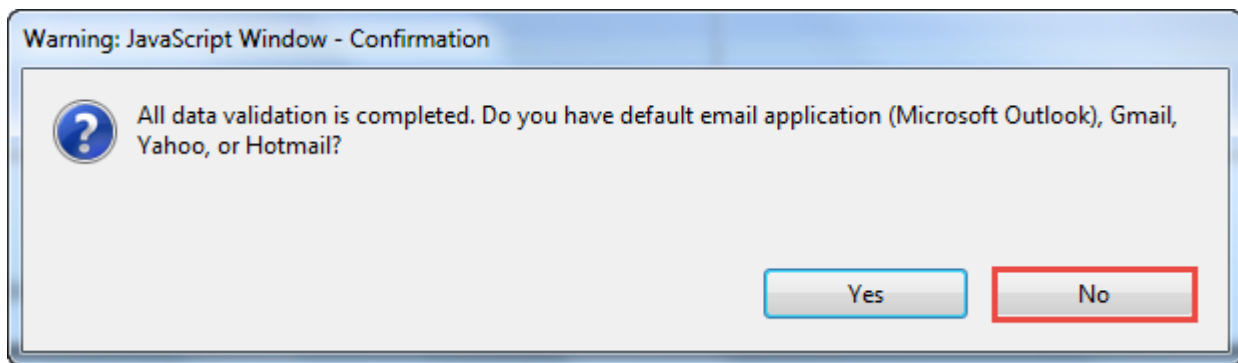 Warning: JavaScript Window - Confirmation
All data validation is completed. Do you have default email application (Microsoft Outlook), Gmail,
Yahoo, or Hotmail?
Yes No